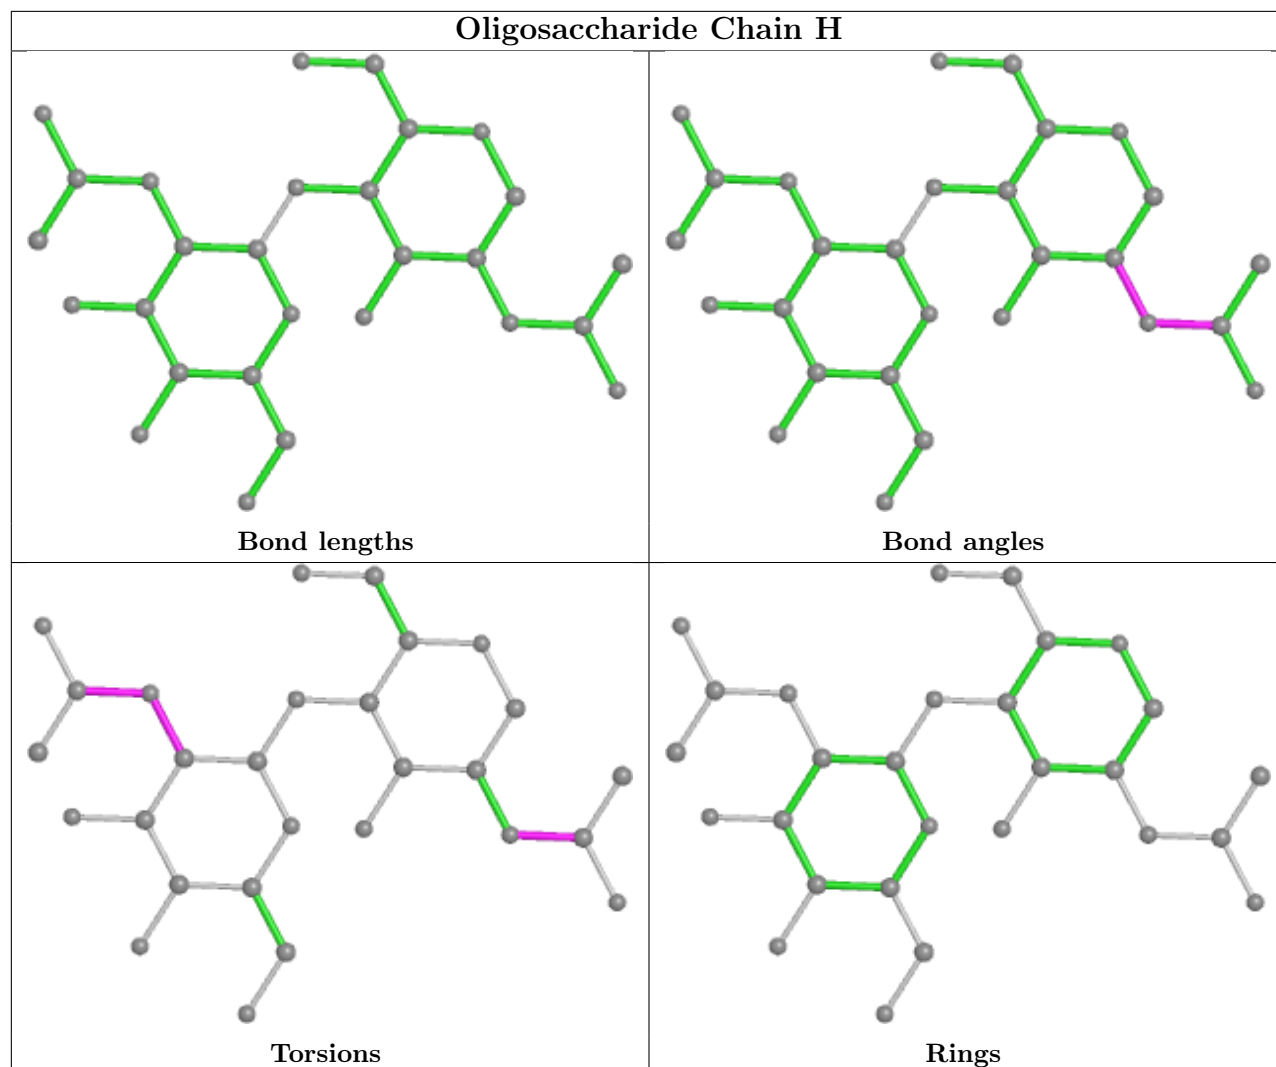 Oligosaccharide Chain H
Bond lengths
Bond angles
Torsions
Rings